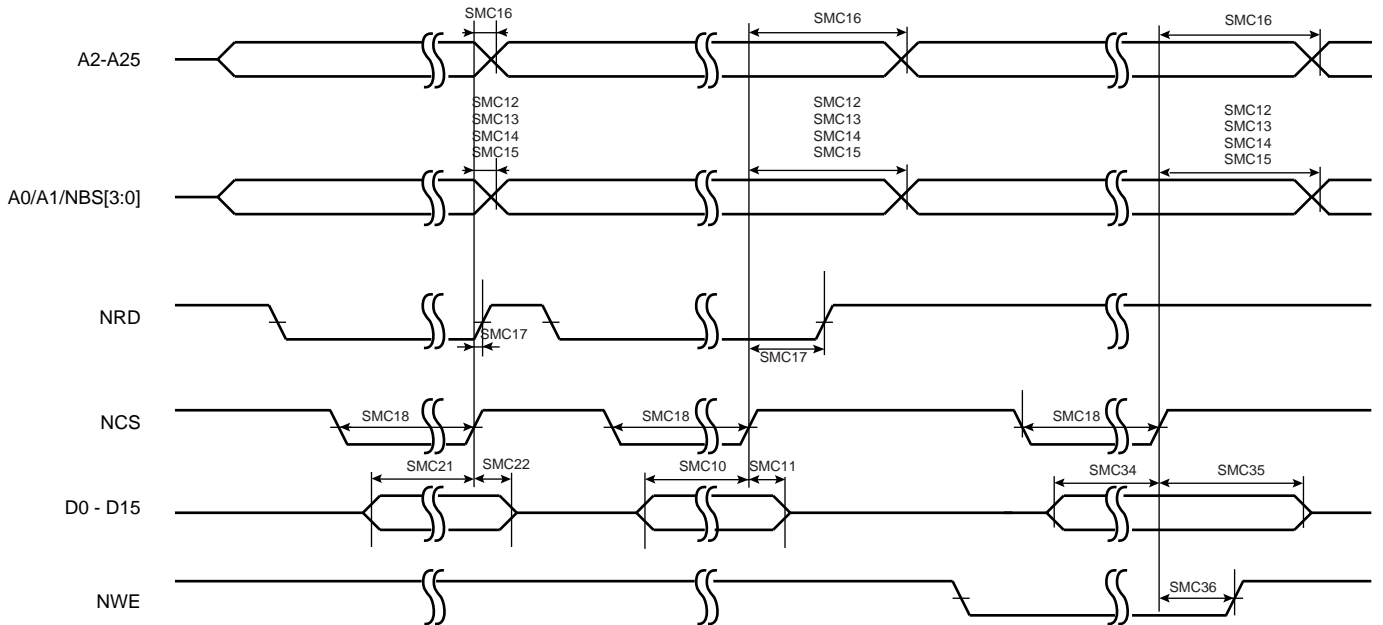 SMC16
SMC16
SMC16
A2-A25
SMC12
SMC13
SMC14
SMC15
SMC12
SMC13
SMC14
SMC15
SMC12
SMC13
SMC14
SMC15
A0/A1/NBS[3:0]
NRD
SMC17
SMC17
NCS
SMC18
SMC18
SMC18
SMC21
SMC22
SMC10
SMC11
SMC34
SMC35
D0 - D15
NWE
SMC36